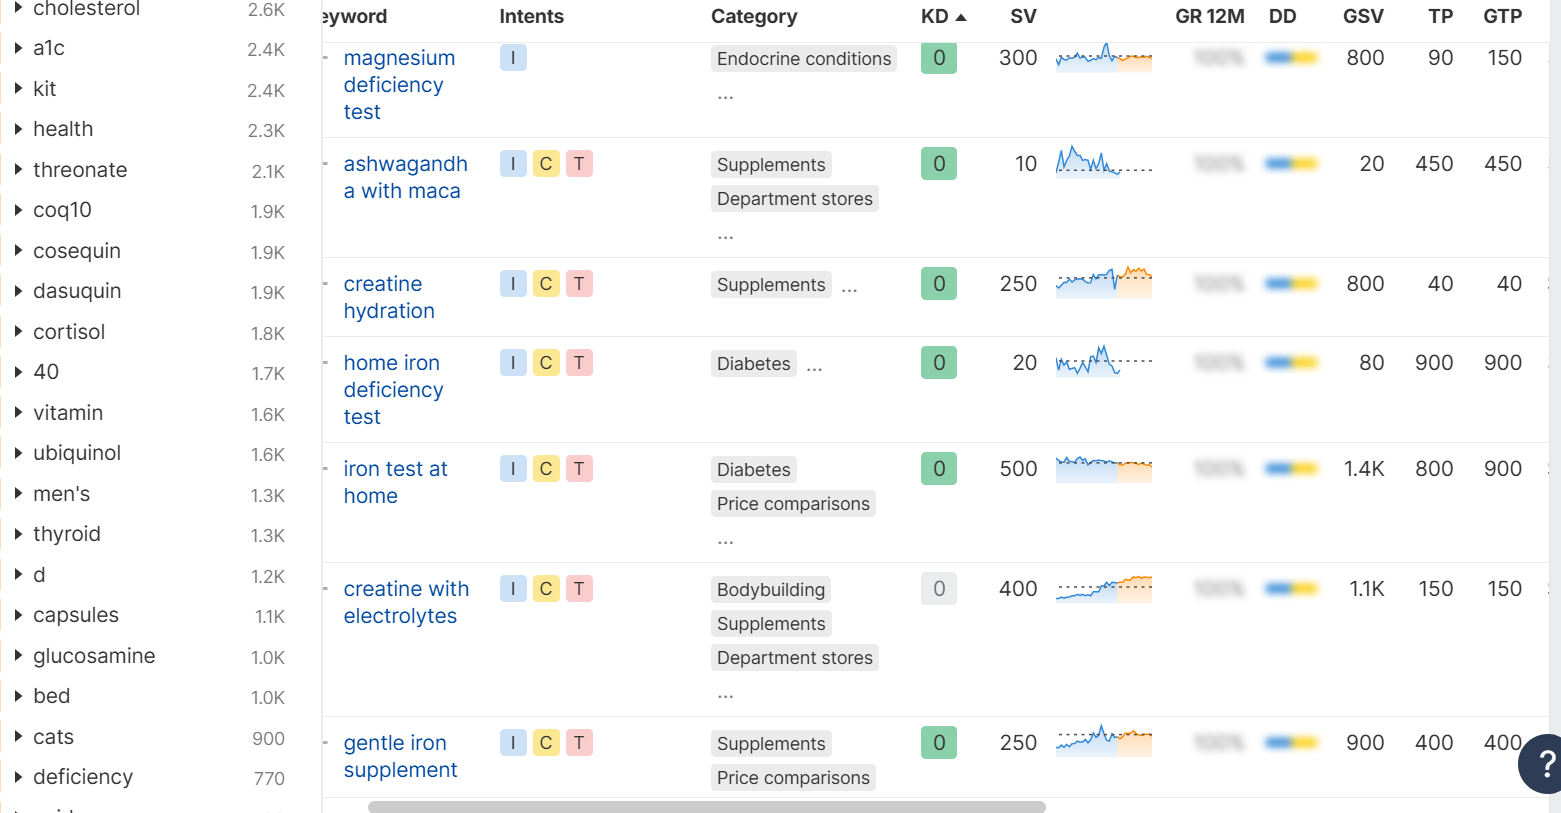 cholesterol 2.6K
a1c 2.4K
kit 2.4K
health 2.3K
threonate 2.1K
coq10 1.9K
cosequin 1.9K
dasuquin 1.9K
cortisol 1.8K
40 1.7K
vitamin 1.6K
ubiquinol 1.6K
men's 1.3K
thyroid 1.3K
d 1.2K
capsules 1.1K
glucosamine 1.0K
bed 1.0K
cats 900
deficiency 770
eyword Intents Category KD SV GR 12M DD GSV TP GTP
magnesium I Endocrine conditions 0 300 800 90 150
deficiency ...
test
ashwagandh I C T Supplements 0 10 20 450 450
a with maca Department stores
...
creatine I C T Supplements ... 0 250 800 40 40
hydration
home iron I C T Diabetes ... 0 20 80 900 900
deficiency
test
iron test at I C T Diabetes 0 500 1.4K 800 900
home Price comparisons
...
creatine with I C T Bodybuilding 0 400 1.1K 150 150
electrolytes Supplements
Department stores
...
gentle iron I C T Supplements 0 250 900 400 400
supplement Price comparisons
?